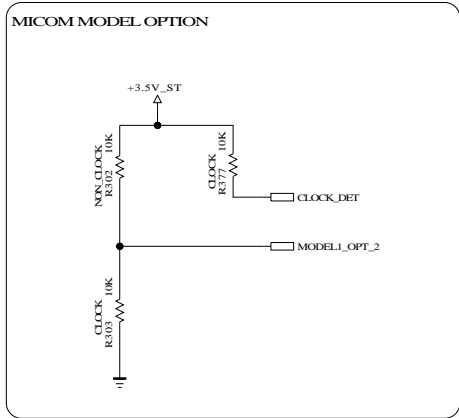 MICOM MODEL OPTION
+3.5V_ST
NON_CLOCK
R302
10K
CLOCK
R377
10K
CLOCK_DET
MODEL1_OPT_2
CLOCK
R303
10K